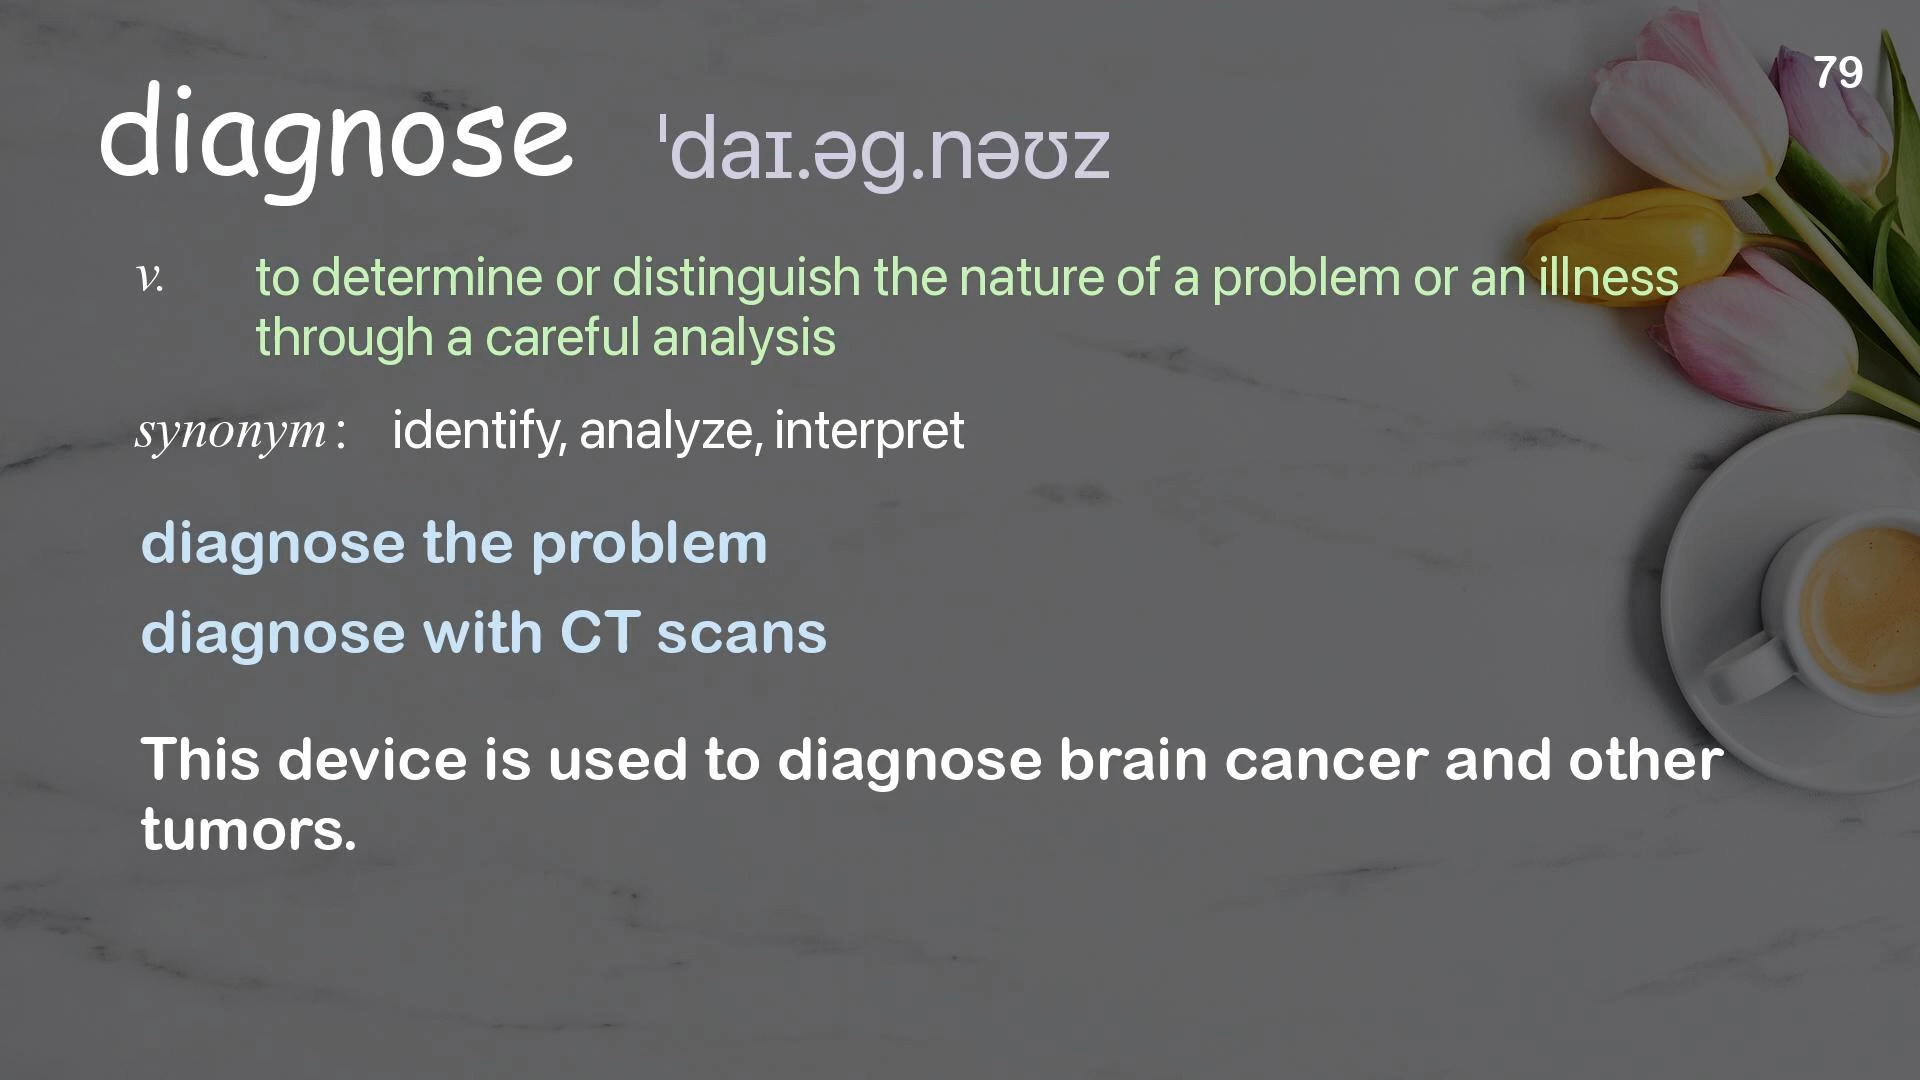 79
diagnose ˈdaɪ.əg.nəʊz
v. to determine or distinguish the nature of a problem or an illness
through a careful analysis
synonym: identify, analyze, interpret
diagnose the problem
diagnose with CT scans
This device is used to diagnose brain cancer and other
tumors.